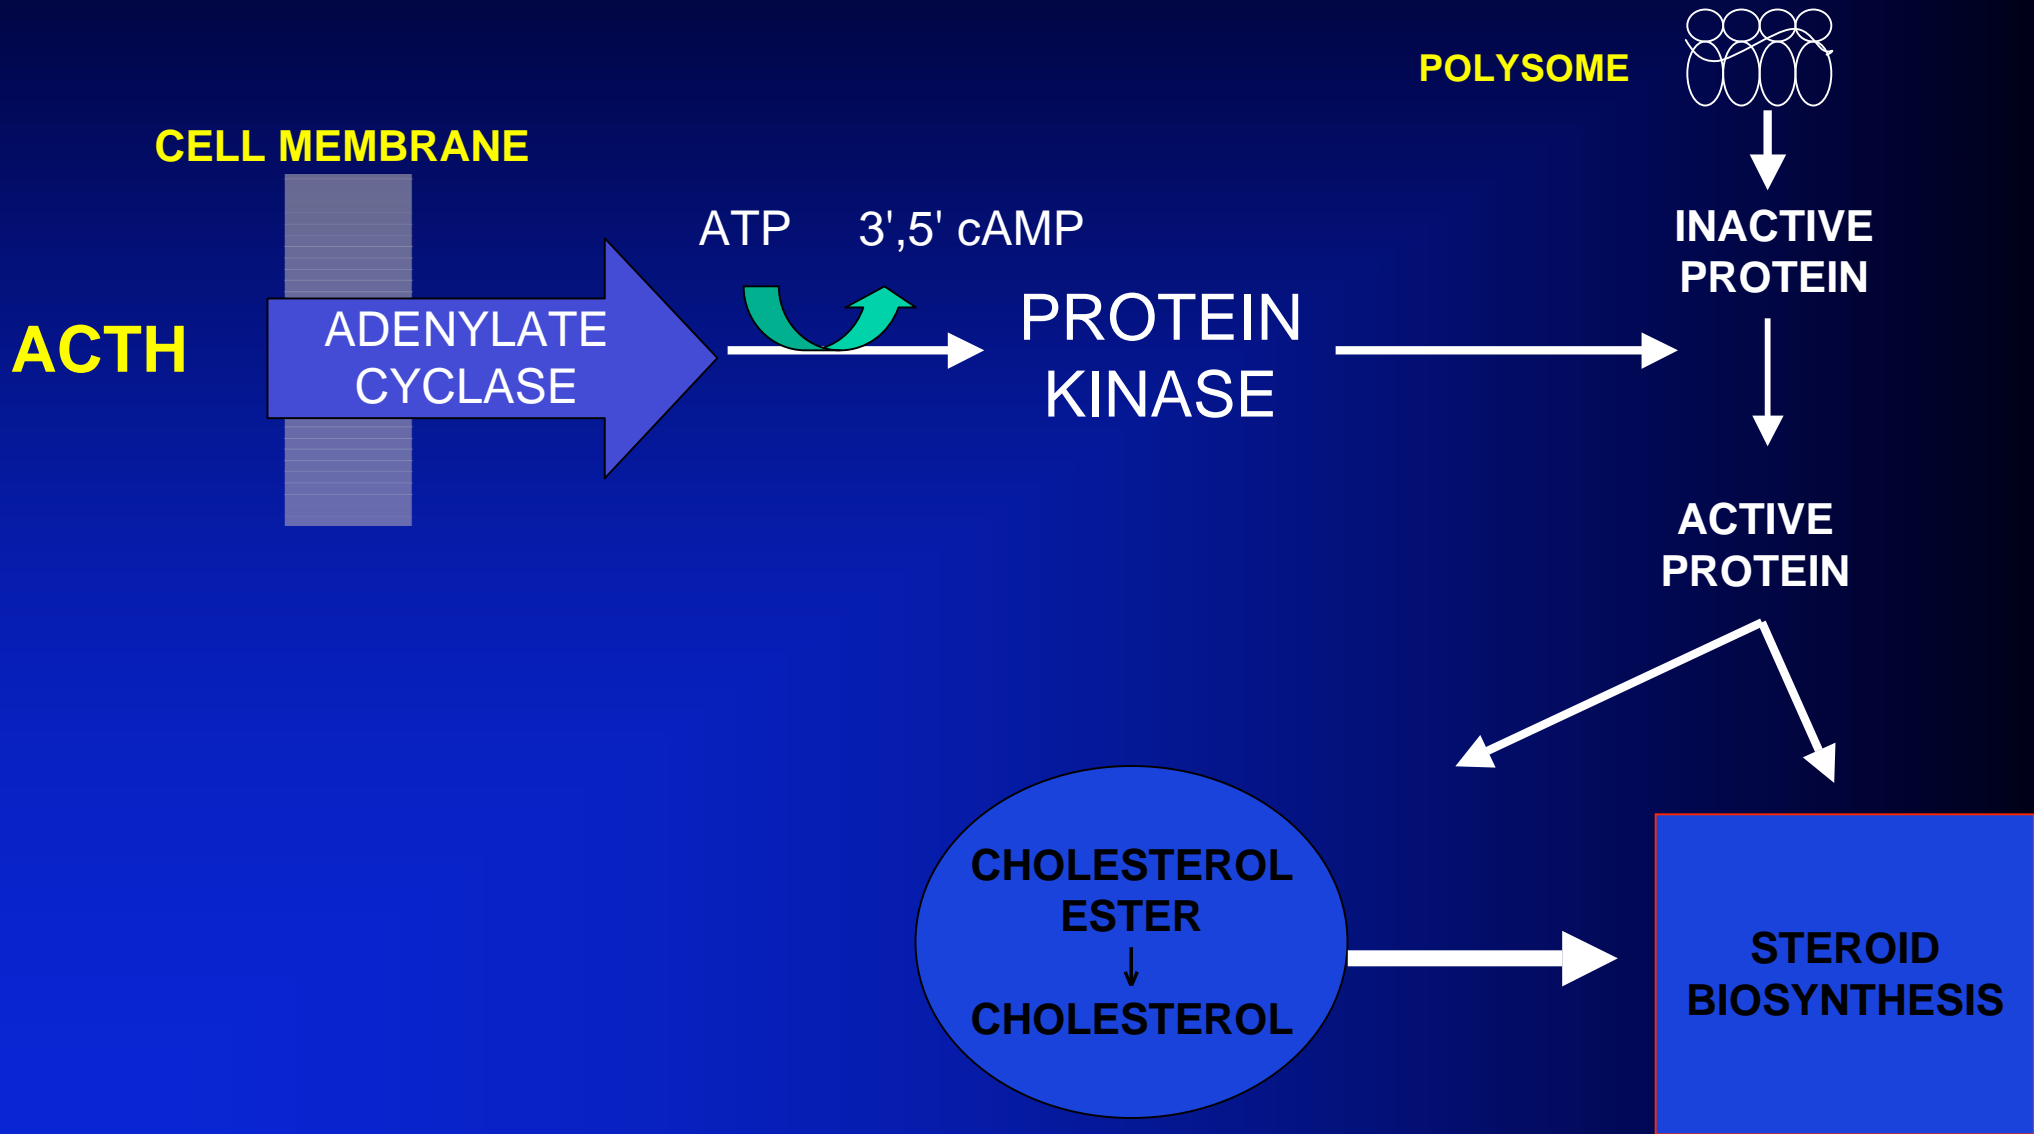 POLYSOME
CELL MEMBRANE
ATP 3',5' cAMP
INACTIVE
PROTEIN
ACTH
ADENYLATE
CYCLASE
PROTEIN
KINASE
ACTIVE
PROTEIN
CHOLESTEROL
ESTER
↓
CHOLESTEROL
STEROID
BIOSYNTHESIS